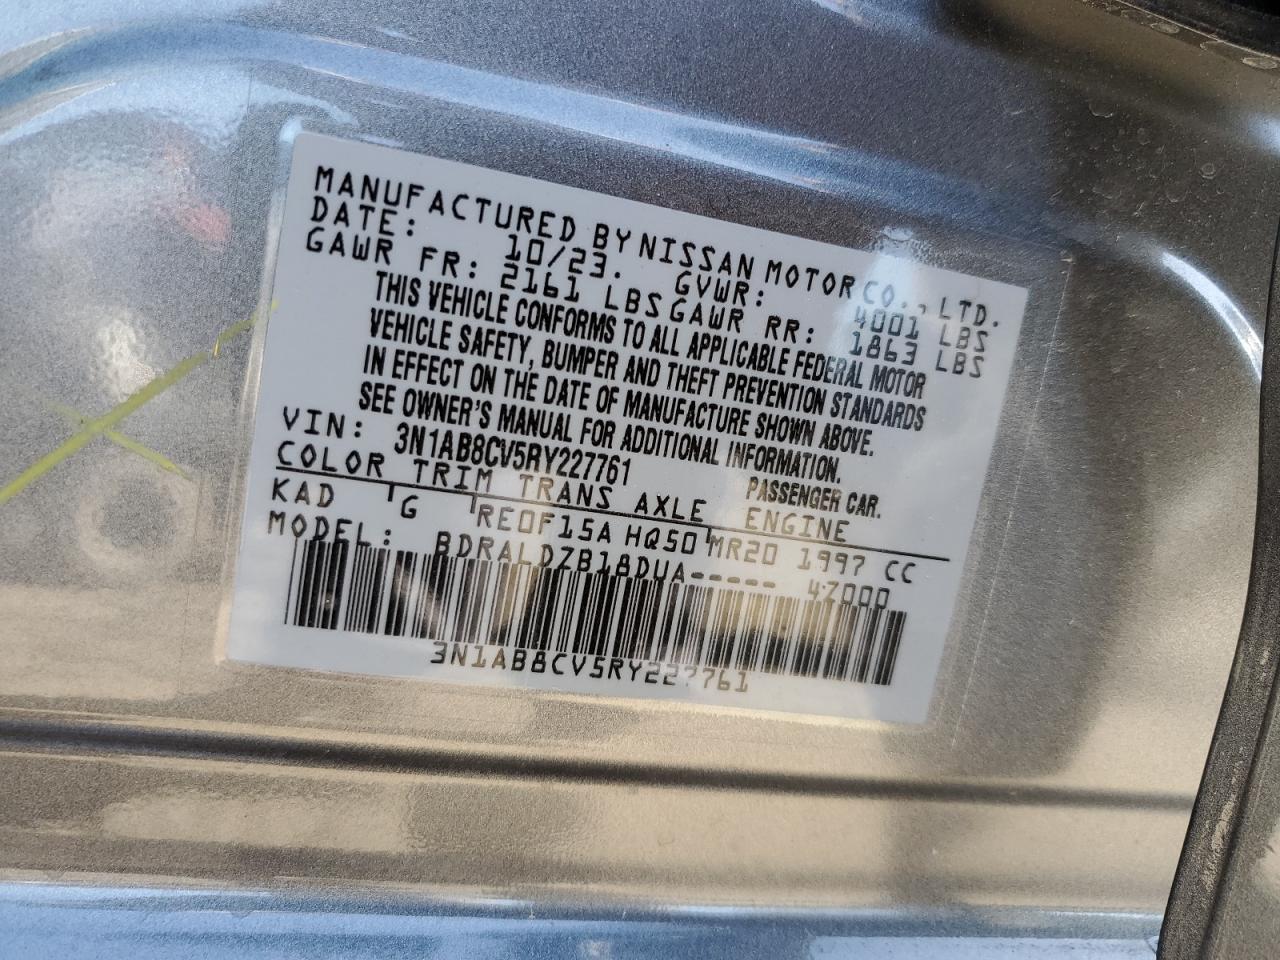 MANUFACTURED BY NISSAN MOTOR CO., LTD.
DATE: 10/23. GVWR: 4001 LBS
GAWR FR: 2161 LBS GAWR RR: 1863 LBS
THIS VEHICLE CONFORMS TO ALL APPLICABLE FEDERAL MOTOR
VEHICLE SAFETY, BUMPER AND THEFT PREVENTION STANDARDS
IN EFFECT ON THE DATE OF MANUFACTURE SHOWN ABOVE.
SEE OWNER'S MANUAL FOR ADDITIONAL INFORMATION.
VIN: 3N1AB8CV5RY227761 PASSENGER CAR.
COLOR TRIM TRANS AXLE ENGINE
KAD G RE0F15A HQ50 MR20 1997 CC
MODEL: BDRALDZB18DUA----- 4Z000
3N1AB8CV5RY227761